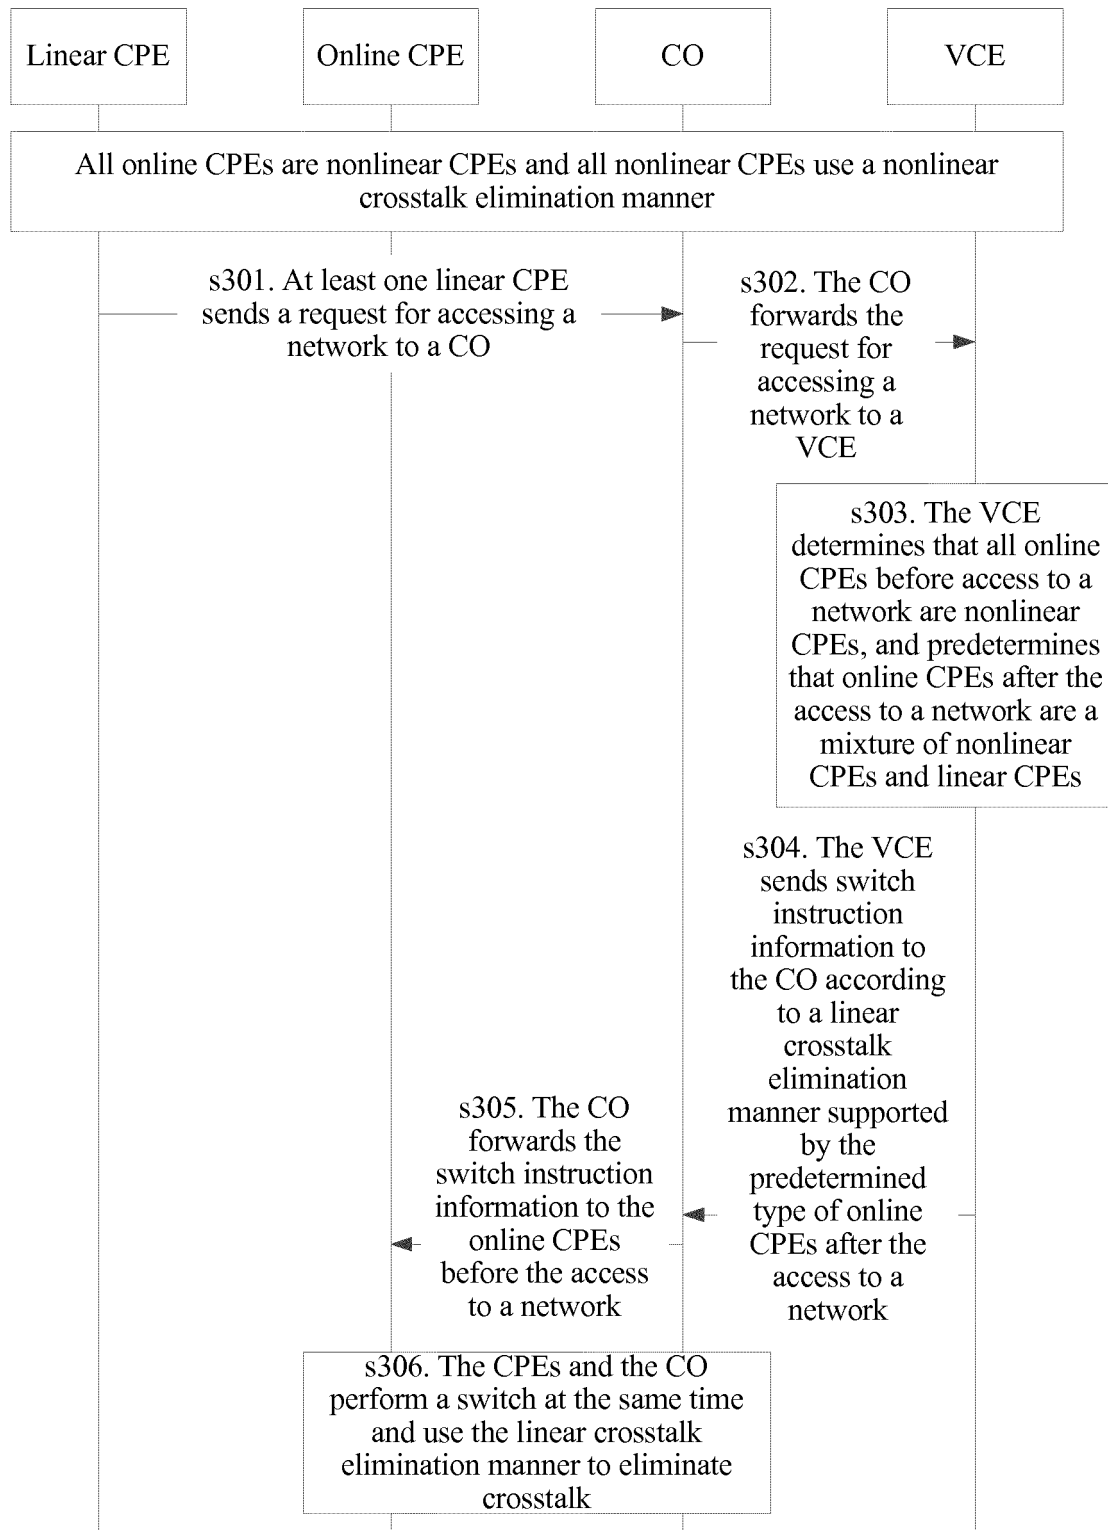 Linear CPE
Online CPE
CO
VCE
All online CPEs are nonlinear CPEs and all nonlinear CPEs use a nonlinear
crosstalk elimination manner
s301. At least one linear CPE
sends a request for accessing a
network to a CO
s302. The CO
forwards the
request for
accessing a
network to a
VCE
s303. The VCE
determines that all online
CPEs before access to a
network are nonlinear
CPEs, and predetermines
that online CPEs after the
access to a network are a
mixture of nonlinear
CPEs and linear CPEs
s304. The VCE
sends switch
instruction
information to
the CO according
to a linear
crosstalk
elimination
manner supported
by the
predetermined
type of online
CPEs after the
access to a
network
s305. The CO
forwards the
switch instruction
information to the
online CPEs
before the access
to a network
s306. The CPEs and the CO
perform a switch at the same time
and use the linear crosstalk
elimination manner to eliminate
crosstalk